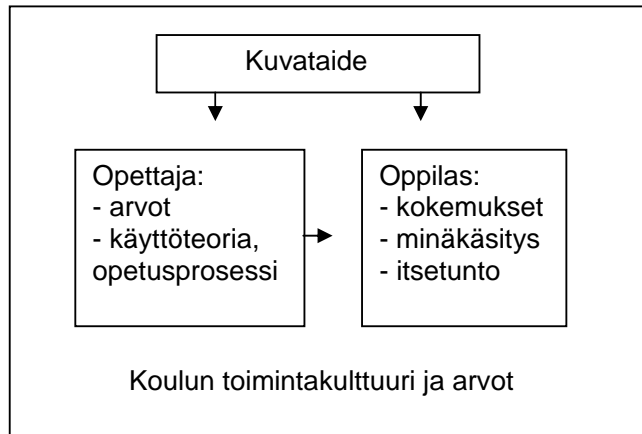 Kuvataide
Opettaja:
- arvot
- käyttöteoria,
opetusprosessi
Oppilas:
- kokemukset
- minäkäsitys
- itsetunto
Koulun toimintakulttuuri ja arvot